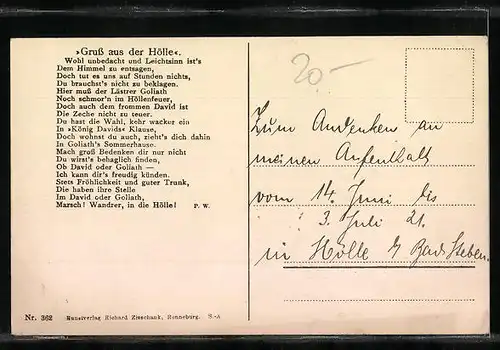 »Gruß aus der Hölle«.
Wohl unbedacht und Leichtsinn ist's
Dem Himmel zu entsagen,
Doch tut es uns auf Stunden nichts,
Du brauchst's nicht zu beklagen.
Hier muß der Lästrer Goliath
Noch schmor'n im Höllenfeuer,
Doch auch dem frommen David ist
Die Zeche nicht zu teuer.
Du hast die Wahl, kehr wacker ein
In »König Davids« Klause,
Doch wohnst du auch, zieht's dich dahin
In Goliath's Sommerhause.
Mach groß Bedenken dir nur nicht
Du wirst's behaglich finden,
Ob David oder Goliath —
Ich kann dir's freudig künden.
Stets Fröhlichkeit und guter Trunk,
Die haben ihre Stelle
Im David oder Goliath,
Marsch! Wandrer, in die Hölle! P. W.
Nr. 362 Kunstverlag Richard Zieschank, Ronneburg. S.-A
20.-
Zum Andenken an
meinen Aufenthalt
vom 14. Juni bis
" 3. Juli 21.
in Hölle b/ Bad Steben.